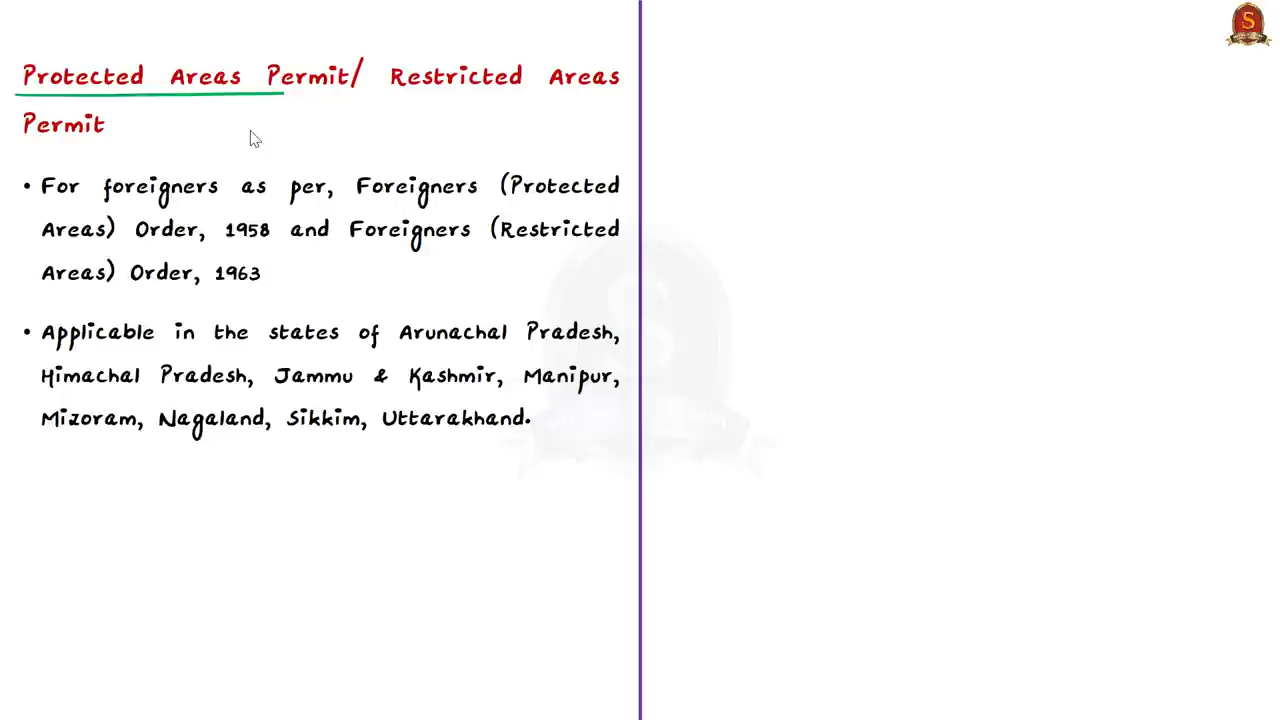 Protected Areas Permit/ Restricted Areas
Permit
• For foreigners as per, Foreigners (Protected
Areas) Order, 1958 and Foreigners (Restricted
Areas) Order, 1963
• Applicable in the states of Arunachal Pradesh,
Himachal Pradesh, Jammu & Kashmir, Manipur,
Mizoram, Nagaland, Sikkim, Uttarakhand.
S